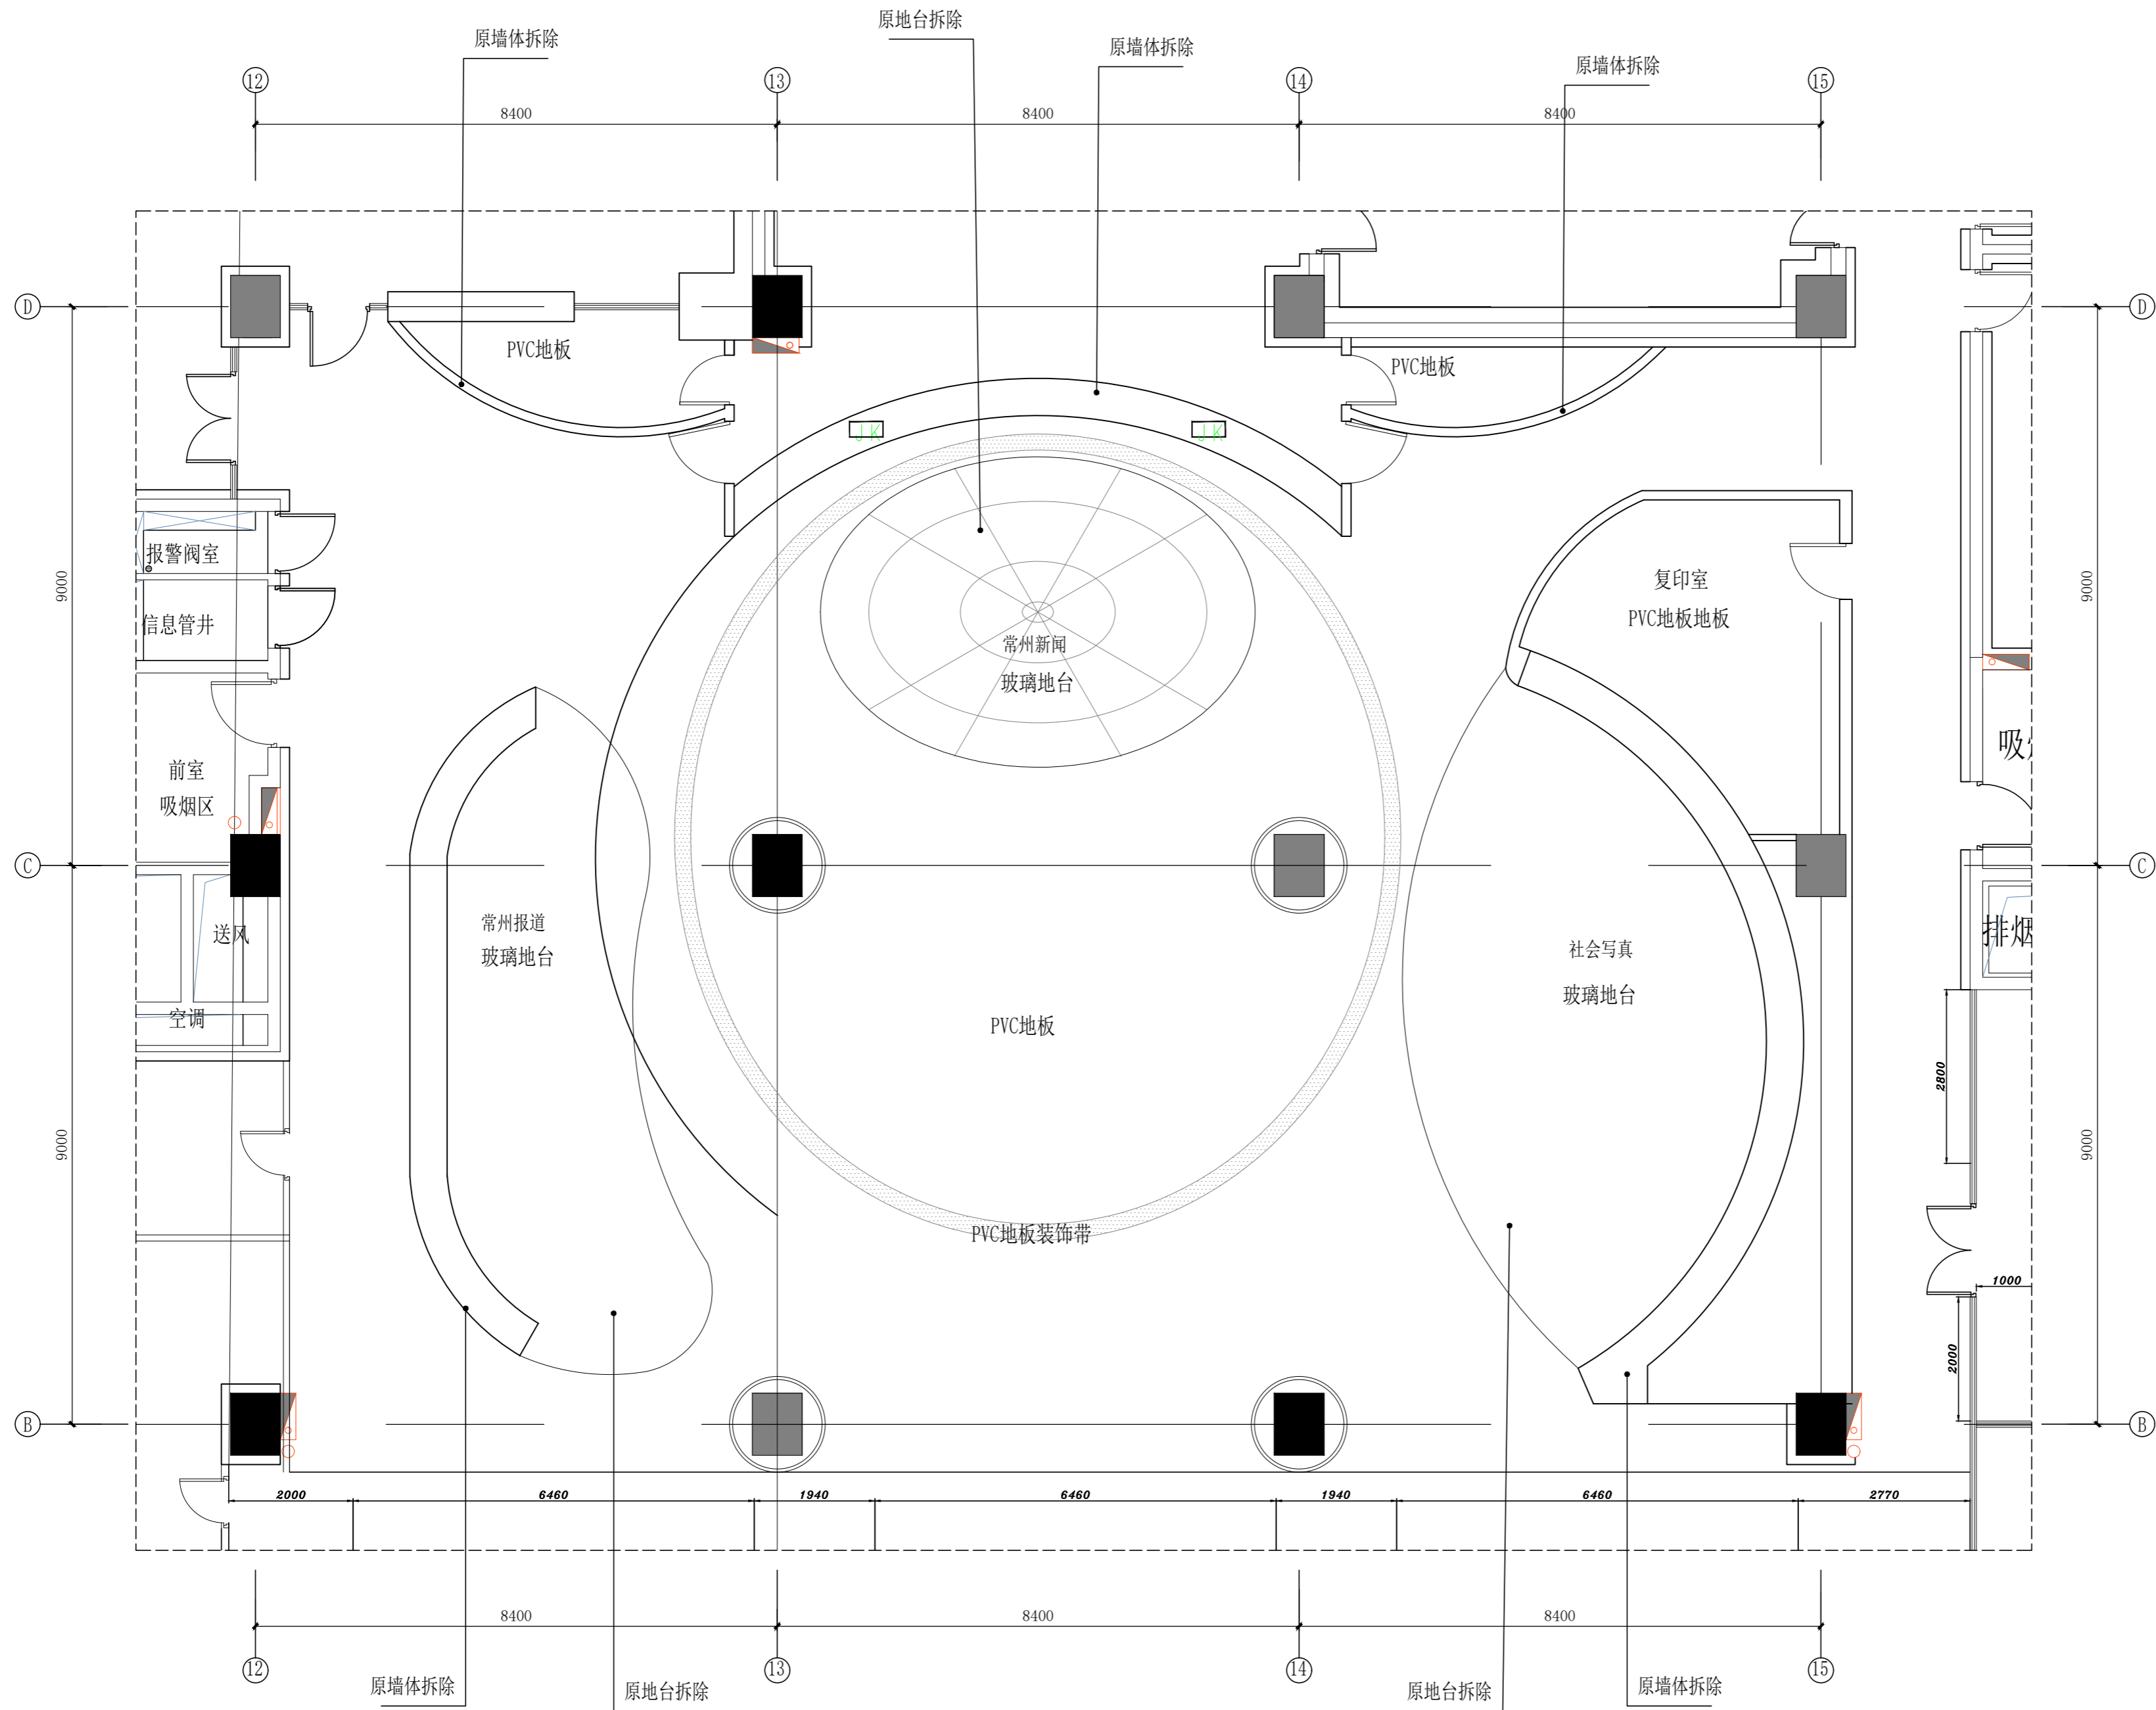 原地台拆除
原墙体拆除
原墙体拆除
原墙体拆除
12
13
14
15
8400
8400
8400
D
D
PVC地板
PVC地板
JK
JK
报警阀室
9000
9000
复印室
信息管井
PVC地板地板
常州新闻
玻璃地台
吸
前室
吸烟区
C
C
常州报道
送风
排烟
社会写真
玻璃地台
玻璃地台
空调
PVC地板
2800
9000
9000
PVC地板装饰带
1000
2000
B
B
2000
6460
1940
6460
1940
6460
2770
8400
8400
8400
12
13
14
15
原墙体拆除
原地台拆除
原地台拆除
原墙体拆除